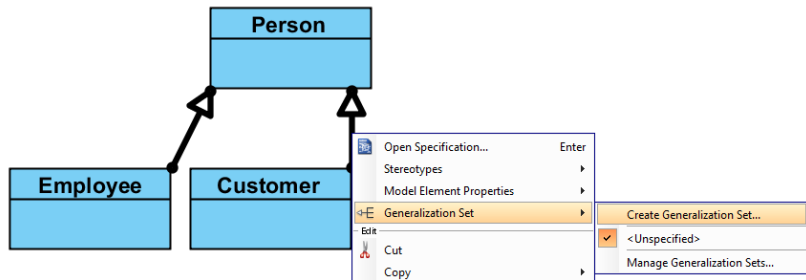 Person
Employee
Customer
Open Specification... Enter
Stereotypes
Model Element Properties
Generalization Set
Create Generalization Set...
Edit
<Unspecified>
Cut
Manage Generalization Sets...
Copy